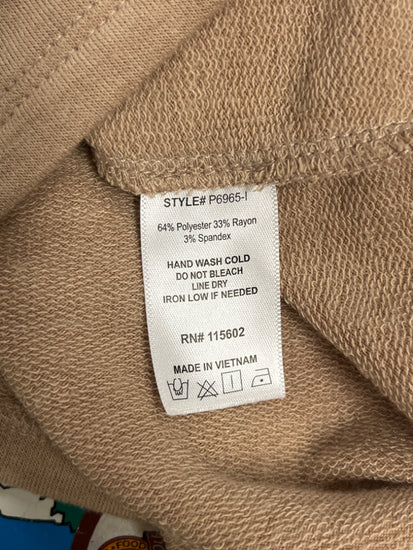 STYLE# P6965-I
64% Polyester 33% Rayon
3% Spandex
HAND WASH COLD
DO NOT BLEACH
LINE DRY
IRON LOW IF NEEDED
RN# 115602
MADE IN VIETNAM
FOOD